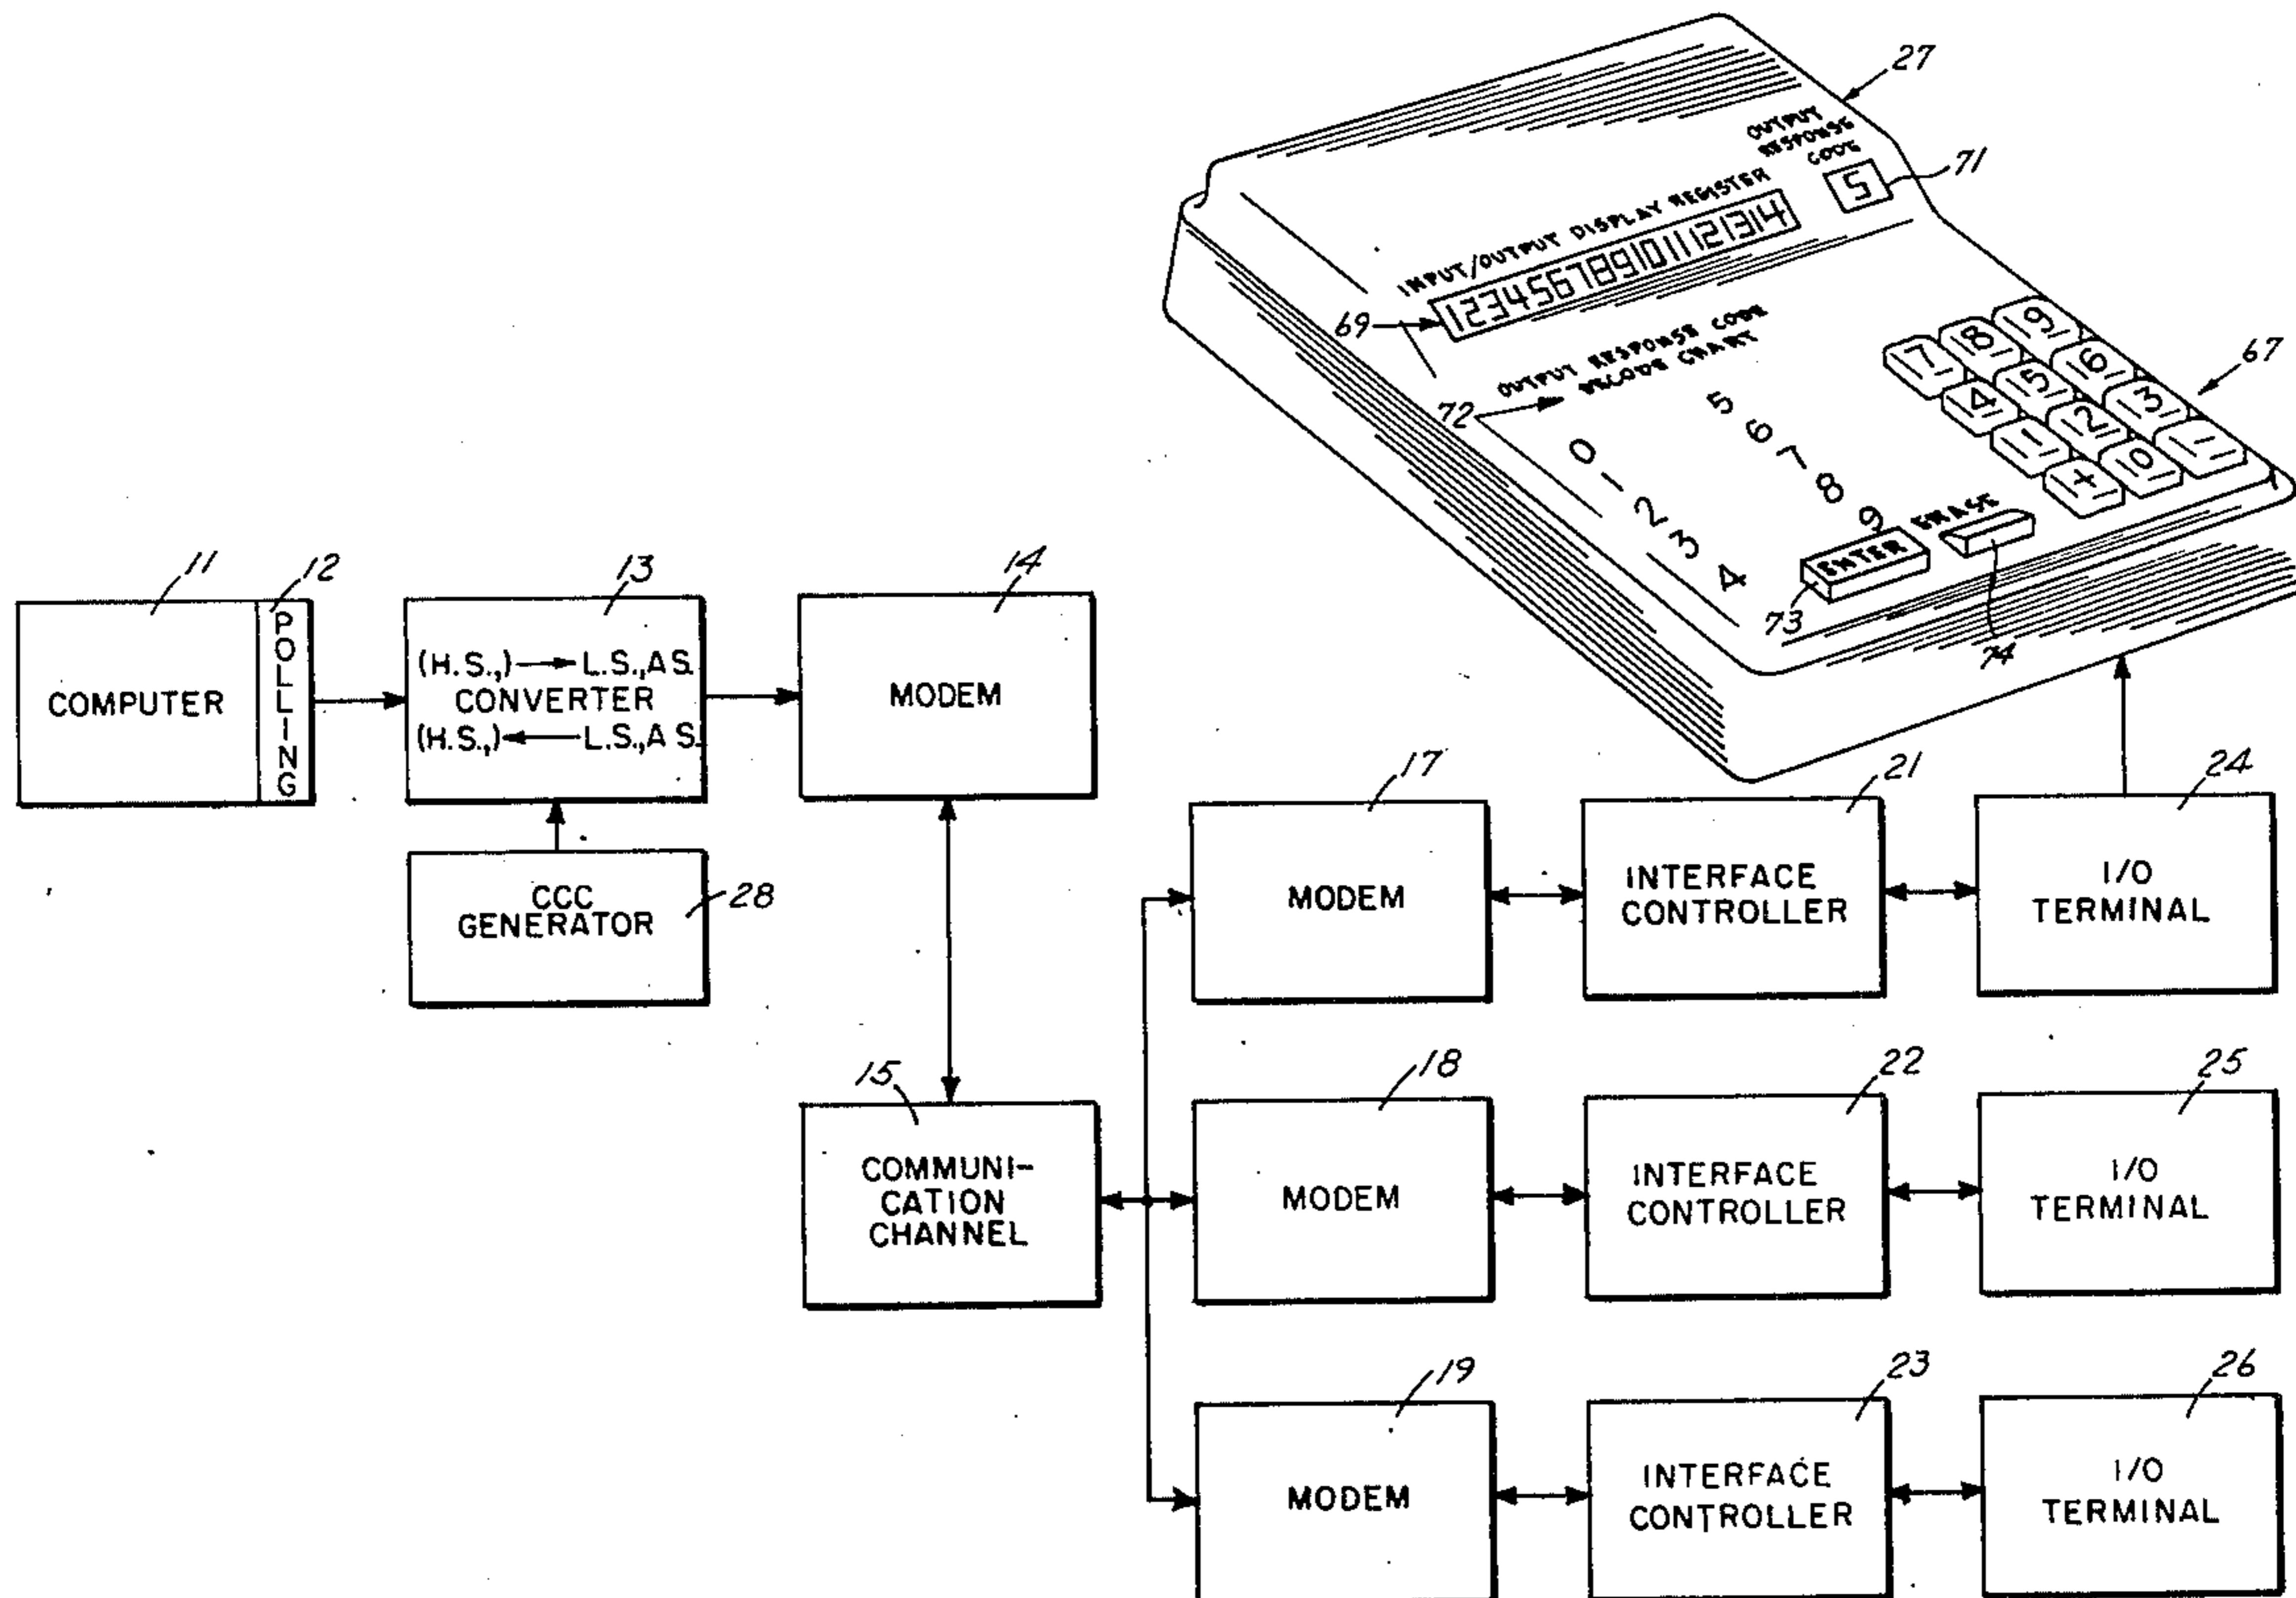 27
OUTPUT
RESPONSE
CODE
5
71
INPUT/OUTPUT DISPLAY REGISTER
1234567891011121314
69
OUTPUT RESPONSE CODE
DECODE CHART
72
0
1
2
3
4
5
6
7
8
9
7 8 9
4 5 6
1 2 3
+ 0 -
67
ENTER
73
ERASE
74
11
COMPUTER
12
POLLING
13
(H.S.,) → L.S., A S.
CONVERTER
(H.S.,) ← L.S., A S.
14
MODEM
CCC
GENERATOR
28
15
COMMUNI-
CATION
CHANNEL
17
MODEM
21
INTERFACE
CONTROLLER
24
I/O
TERMINAL
18
MODEM
22
INTERFACE
CONTROLLER
25
I/O
TERMINAL
19
MODEM
23
INTERFACE
CONTROLLER
26
I/O
TERMINAL